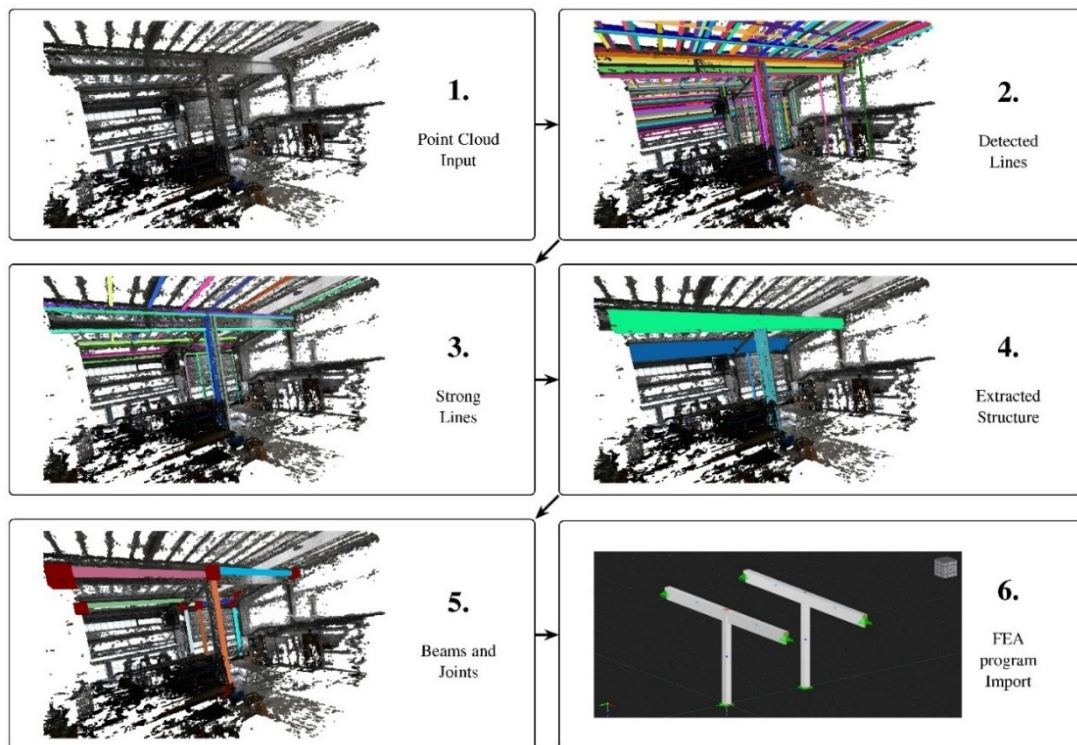 1.
Point Cloud
Input
2.
Detected
Lines
3.
Strong
Lines
4.
Extracted
Structure
5.
Beams and
Joints
6.
FEA
program
Import